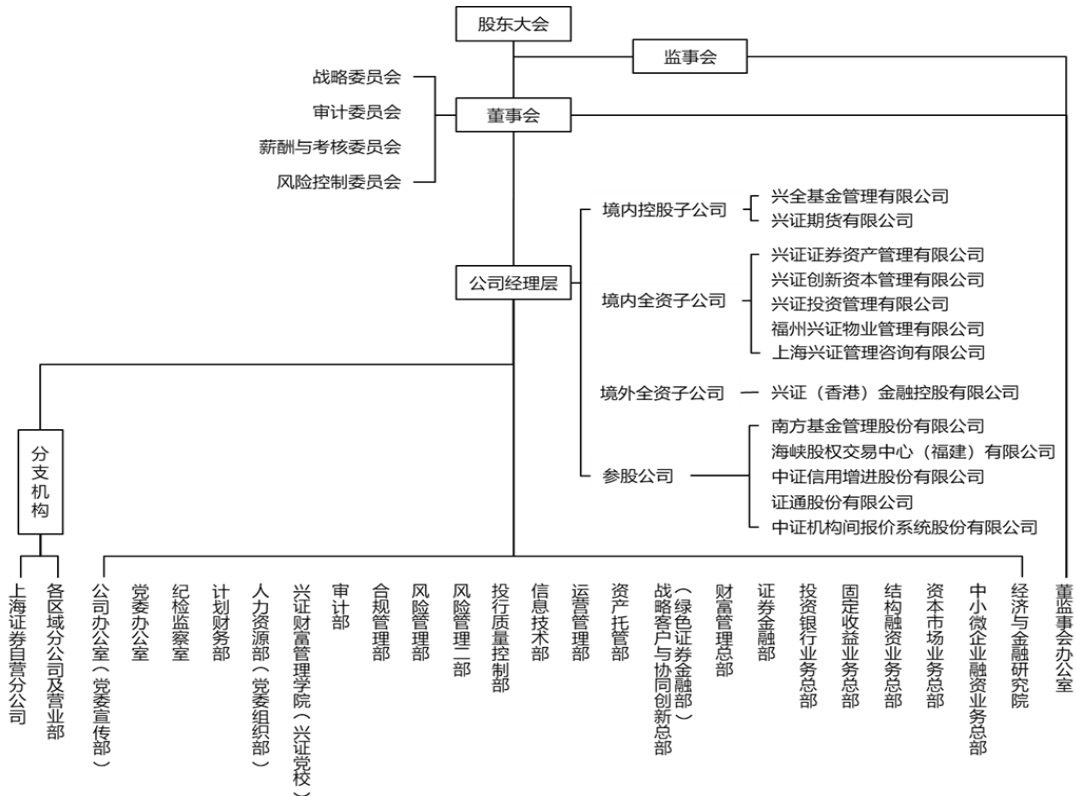 股东大会
监事会
战略委员会
审计委员会
董事会
薪酬与考核委员会
风险控制委员会
公司经理层
境内控股子公司
兴全基金管理有限公司
兴证期货有限公司
境内全资子公司
兴证证券资产管理有限公司
兴证创新资本管理有限公司
兴证投资管理有限公司
福州兴证物业管理有限公司
上海兴证管理咨询有限公司
境外全资子公司
兴证（香港）金融控股有限公司
参股公司
南方基金管理股份有限公司
海峡股权交易中心（福建）有限公司
中证信用增进股份有限公司
证通股份有限公司
中证机构间报价系统股份有限公司
分支机构
上海证券自营分公司
各区域分公司及营业部
公司办公室（党委宣传部）
党委办公室
纪检监察室
计划财务部
人力资源部（党委组织部）
兴证财富管理学院（兴证党校）
审计部
合规管理部
风险管理部
风险管理二部
投行质量控制部
信息技术部
运营管理部
资产托管部
战略客户与协同创新总部
（绿色证券金融部）
财富管理总部
证券金融部
投资银行业务总部
固定收益业务总部
结构融资业务总部
资本市场业务总部
中小微企业融资业务总部
经济与金融研究院
董监事会办公室